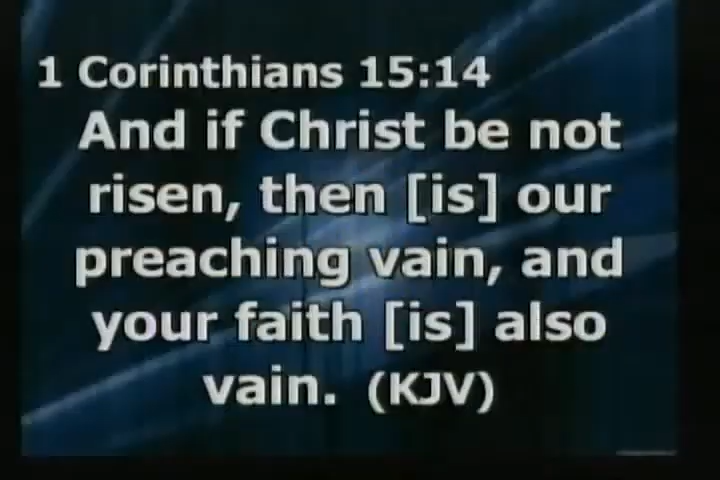 1 Corinthians 15:14
And if Christ be not
risen, then [is] our
preaching vain, and
your faith [is] also
vain. (KJV)